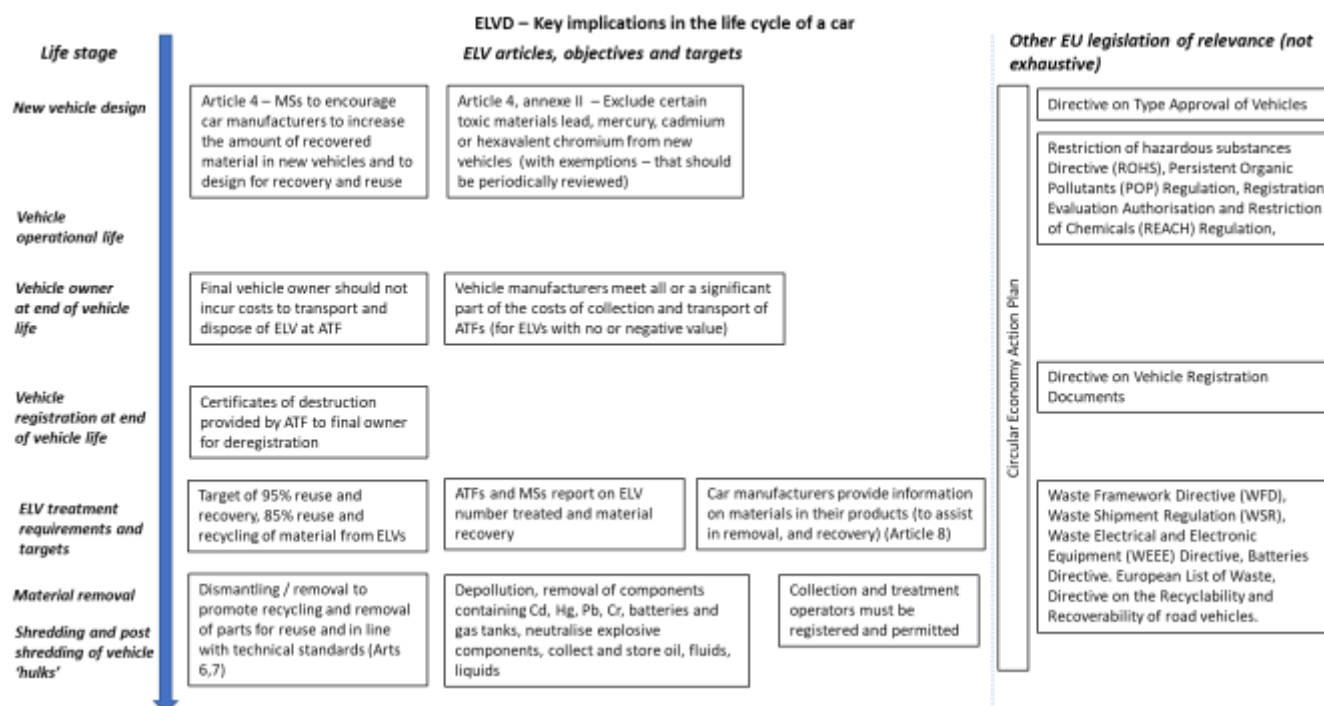 ELVD – Key implications in the life cycle of a car
Life stage
ELV articles, objectives and targets
Other EU legislation of relevance (not
exhaustive)
New vehicle design
Article 4 – MSs to encourage
car manufacturers to increase
the amount of recovered
material in new vehicles and to
design for recovery and reuse
Article 4, annexe II – Exclude certain
toxic materials lead, mercury, cadmium
or hexavalent chromium from new
vehicles (with exemptions – that should
be periodically reviewed)
Directive on Type Approval of Vehicles
Restriction of hazardous substances
Directive (ROHS), Persistent Organic
Pollutants (POP) Regulation, Registration
Evaluation Authorisation and Restriction
of Chemicals (REACH) Regulation,
Vehicle
operational life
Vehicle owner
at end of vehicle
life
Final vehicle owner should not
incur costs to transport and
dispose of ELV at ATF
Vehicle manufacturers meet all or a significant
part of the costs of collection and transport of
ATFs (for ELVs with no or negative value)
Circular Economy Action Plan
Vehicle
registration at end
of vehicle life
Certificates of destruction
provided by ATF to final owner
for deregistration
Directive on Vehicle Registration
Documents
ELV treatment
requirements and
targets
Target of 95% reuse and
recovery, 85% reuse and
recycling of material from ELVs
ATFs and MSs report on ELV
number treated and material
recovery
Car manufacturers provide information
on materials in their products (to assist
in removal, and recovery) (Article 8)
Waste Framework Directive (WFD),
Waste Shipment Regulation (WSR),
Waste Electrical and Electronic
Equipment (WEEE) Directive, Batteries
Directive. European List of Waste,
Directive on the Recyclability and
Recoverability of road vehicles.
Material removal
Shredding and post
shredding of vehicle
'hulks'
Dismantling / removal to
promote recycling and removal
of parts for reuse and in line
with technical standards (Arts
6,7)
Depollution, removal of components
containing Cd, Hg, Pb, Cr, batteries and
gas tanks, neutralise explosive
components, collect and store oil, fluids,
liquids
Collection and treatment
operators must be
registered and permitted